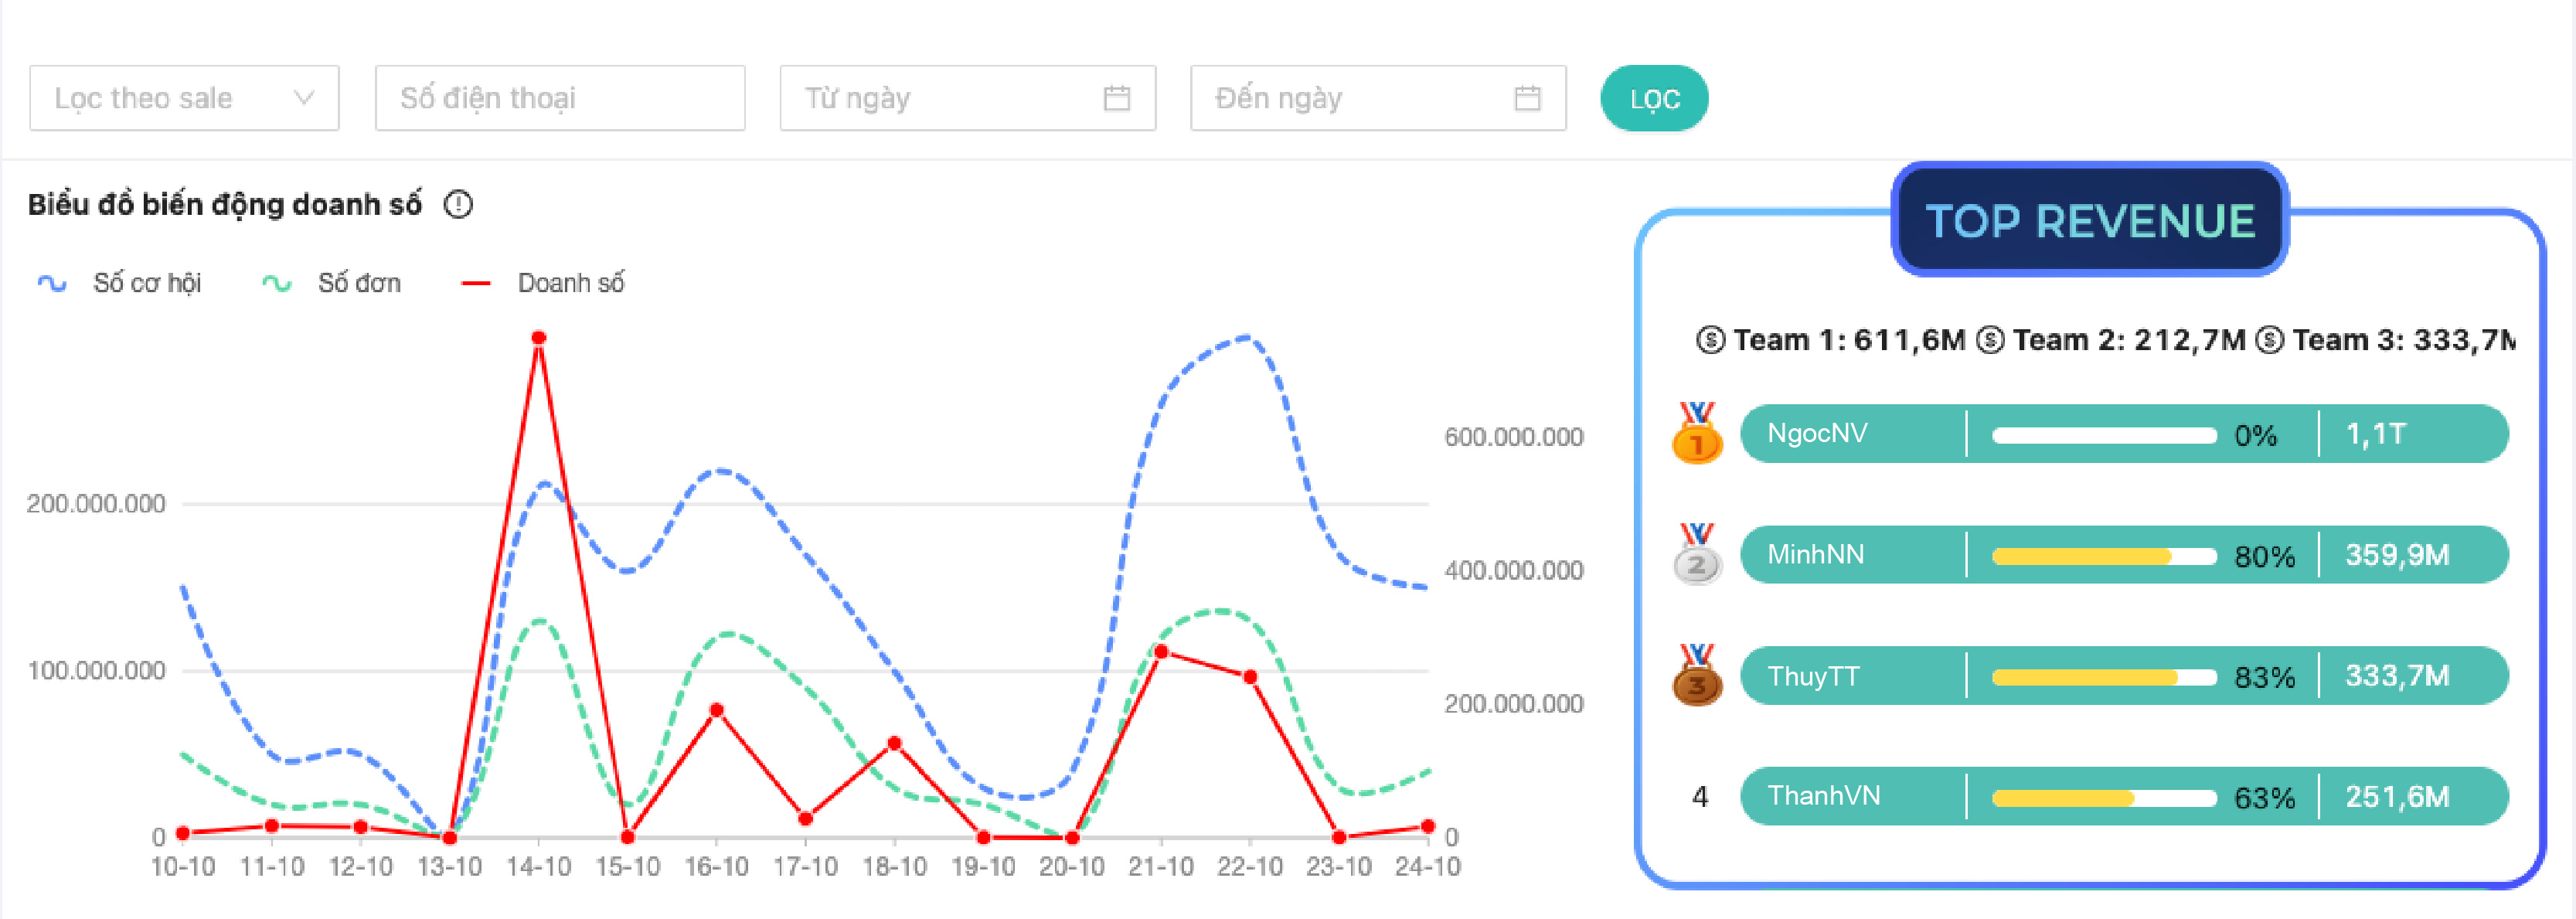 Lọc theo sale Số điện thoại Từ ngày Đến ngày LỌC
Biểu đồ biến động doanh số
Số cơ hội Số đơn Doanh số
200.000.000
100.000.000
0
600.000.000
400.000.000
200.000.000
0
10-10 11-10 12-10 13-10 14-10 15-10 16-10 17-10 18-10 19-10 20-10 21-10 22-10 23-10 24-10
TOP REVENUE
Team 1: 611,6M Team 2: 212,7M Team 3: 333,7M
1 NgocNV 0% 1,1T
2 MinhNN 80% 359,9M
3 ThuyTT 83% 333,7M
4 ThanhVN 63% 251,6M